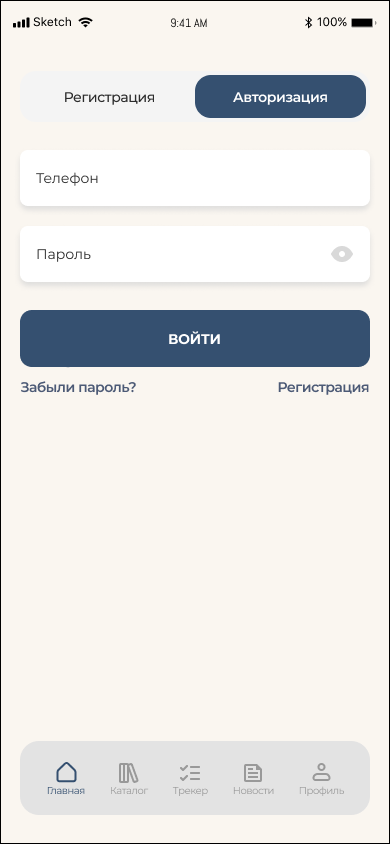 Sketch 9:41 AM 100%
Регистрация Авторизация
Телефон
Пароль
ВОЙТИ
Забыли пароль? Регистрация
Главная Каталог Трекер Новости Профиль